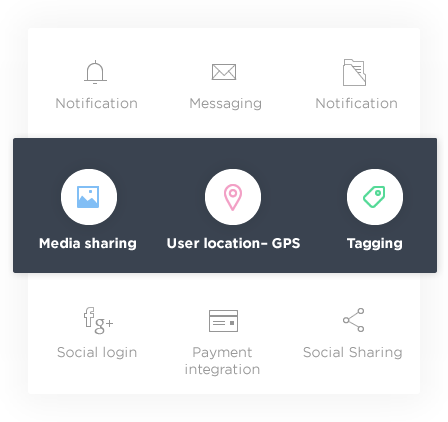 Notification
Messaging
Notification
Media sharing
User location– GPS
Tagging
f g+
Social login
Payment
integration
Social Sharing